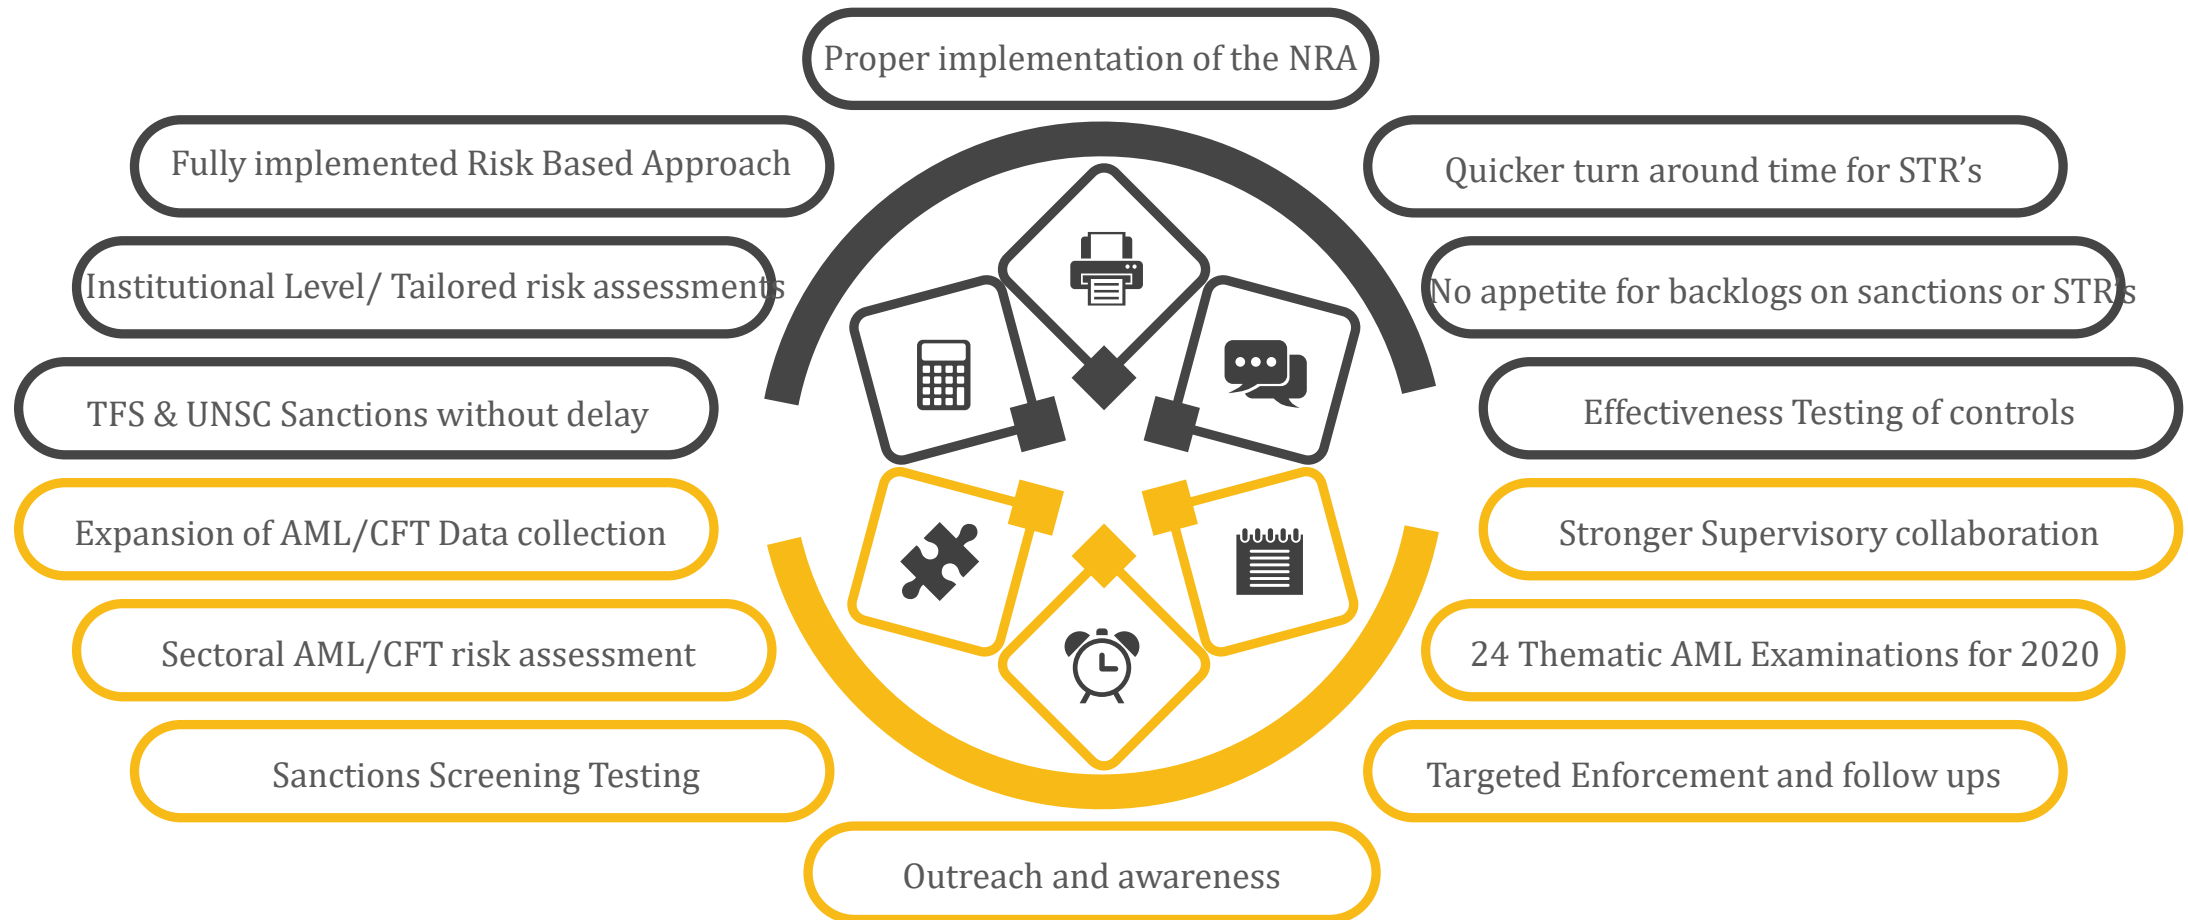 Proper implementation of the NRA
Fully implemented Risk Based Approach
Quicker turn around time for STR's
Institutional Level/ Tailored risk assessments
No appetite for backlogs on sanctions or STR's
TFS & UNSC Sanctions without delay
Effectiveness Testing of controls
Expansion of AML/CFT Data collection
Stronger Supervisory collaboration
Sectoral AML/CFT risk assessment
24 Thematic AML Examinations for 2020
Sanctions Screening Testing
Targeted Enforcement and follow ups
Outreach and awareness